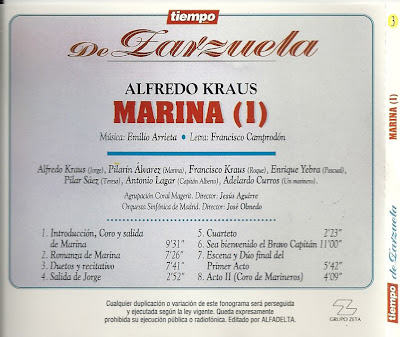 tiempo
De Zarzuela
ALFREDO KRAUS
MARINA (I)
Música: Emilio Arrieta • Letra: Francisco Camprodón
Alfredo Kraus (Jorge), Pilarín Álvarez (Marina), Francisco Kraus (Roque), Enrique Yebra (Pascual)
Pilar Sáez (Teresa), Antonio Lagar (Capitán Alberto), Adelardo Curros (Un marinero).
Agrupación Coral Magerit. Director: Jesús Aguirre
Orquesta Sinfónica de Madrid. Director: José Olmedo
1 Introducción, Coro y salida
de Marina 9'31"
2 Romanza de Marina 7'26"
3 Duetos y recitativo 7'41"
4 Salida de Jorge 2'52"
5 Cuarteto 2'23"
6 Sea bienvenido el Bravo Capitán 11'00"
7 Escena y Dúo final del
Primer Acto 5'42"
8 Acto II (Coro de Marineros) 4'09"
Cualquier duplicación o variación de este fonograma será perseguida
y ejecutada según la ley vigente. Queda expresamente
prohibida su ejecución pública o radiofónica. Editado por ALFADELTA.
GRUPO ZETA
3
MARINA (I)
de Zarzuela
tiempo